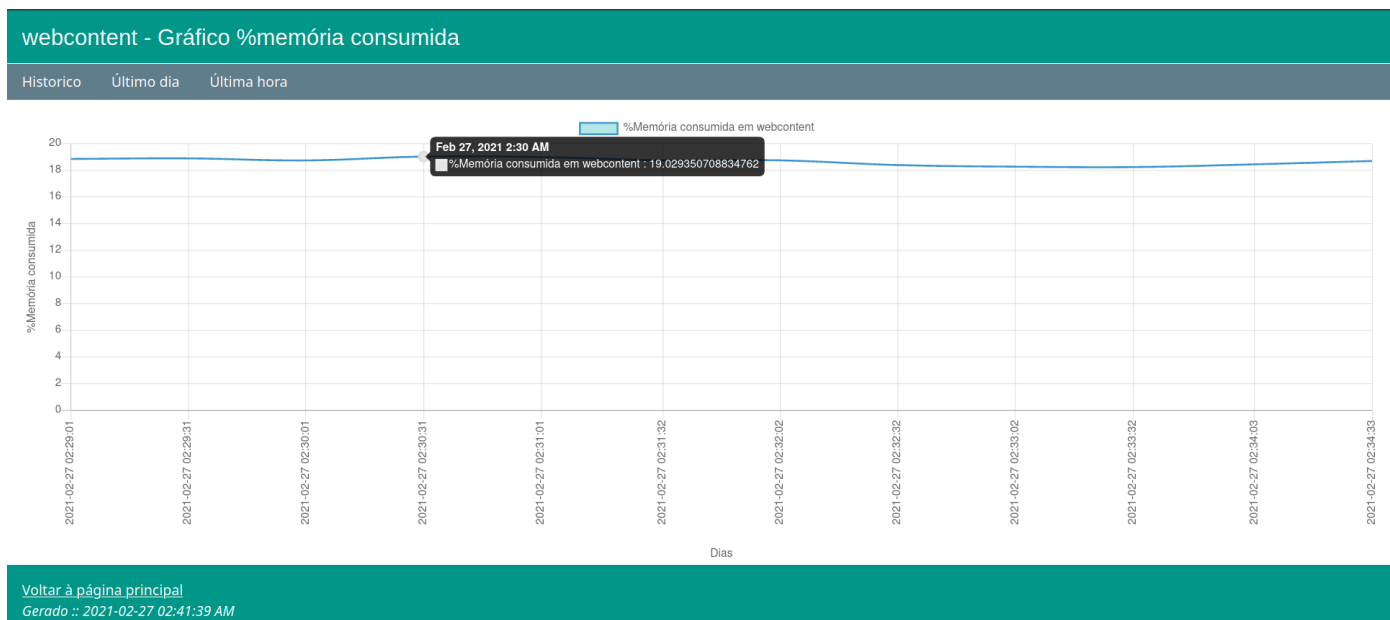 webcontent - Gráfico %memória consumida
Historico Último dia Última hora
%Memória consumida em webcontent
Feb 27, 2021 2:30 AM
%Memória consumida em webcontent : 19.029350708834762
%Memória consumida
20
18
16
14
12
10
8
6
4
2
0
2021-02-27 02:29:01
2021-02-27 02:29:31
2021-02-27 02:30:01
2021-02-27 02:30:31
2021-02-27 02:31:01
2021-02-27 02:31:32
2021-02-27 02:32:02
2021-02-27 02:32:32
2021-02-27 02:33:02
2021-02-27 02:33:32
2021-02-27 02:34:03
2021-02-27 02:34:33
Dias
Voltar à página principal
Gerado :: 2021-02-27 02:41:39 AM